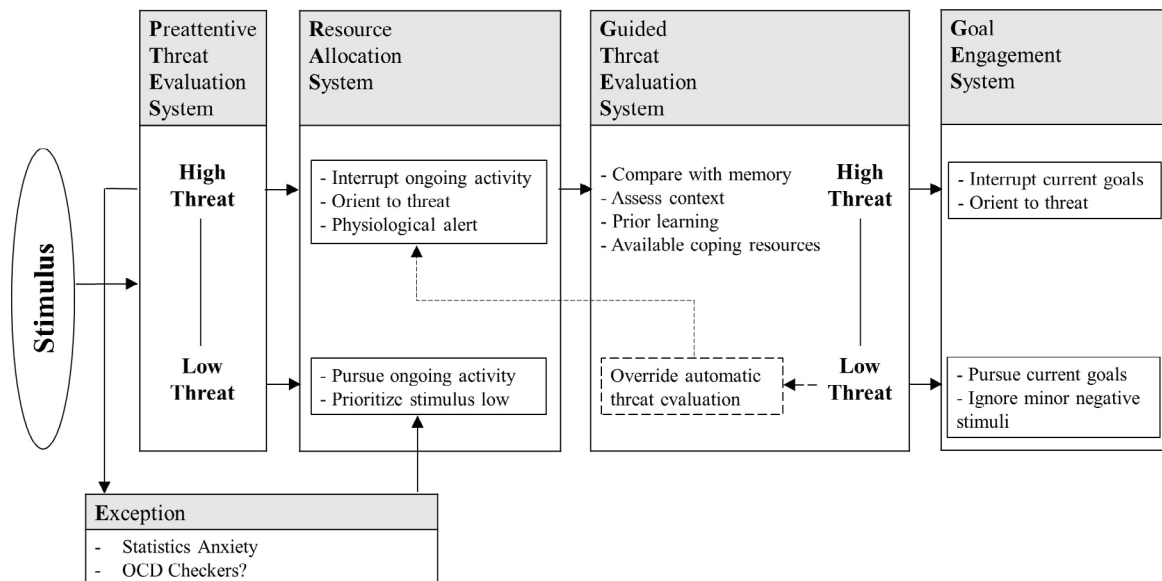 Stimulus
Preattentive
Threat
Evaluation
System
High
Threat
Low
Threat
Resource
Allocation
System
- Interrupt ongoing activity
- Orient to threat
- Physiological alert
- Pursue ongoing activity
- Prioritize stimulus low
Guided
Threat
Evaluation
System
- Compare with memory
- Assess context
- Prior learning
- Available coping resources
High
Threat
Override automatic
threat evaluation
Low
Threat
Goal
Engagement
System
- Interrupt current goals
- Orient to threat
- Pursue current goals
- Ignore minor negative
stimuli
Exception
- Statistics Anxiety
- OCD Checkers?